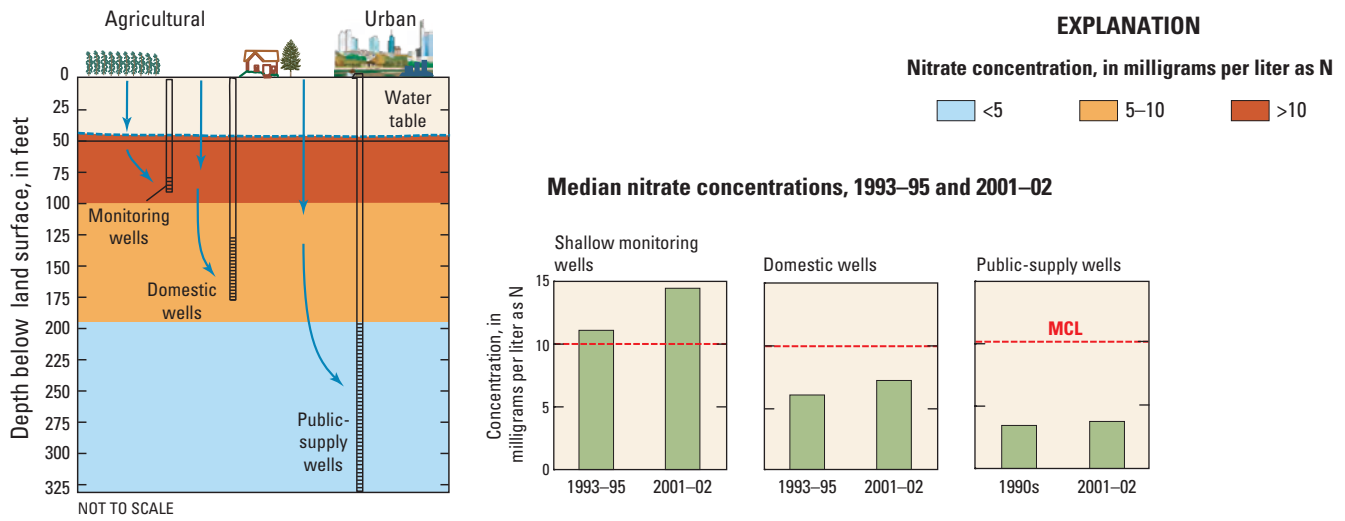 Agricultural
Urban
Depth below land surface, in feet
0
25
50
75
100
125
150
175
200
225
250
275
300
325
Water
table
Monitoring
wells
Domestic
wells
Public-
supply
wells
NOT TO SCALE
EXPLANATION
Nitrate concentration, in milligrams per liter as N
<5
5–10
>10
Median nitrate concentrations, 1993–95 and 2001–02
Concentration, in
milligrams per liter as N
Shallow monitoring
wells
15
10
5
0
1993–95
2001–02
Domestic wells
1993–95
2001–02
Public-supply wells
MCL
1990s
2001–02